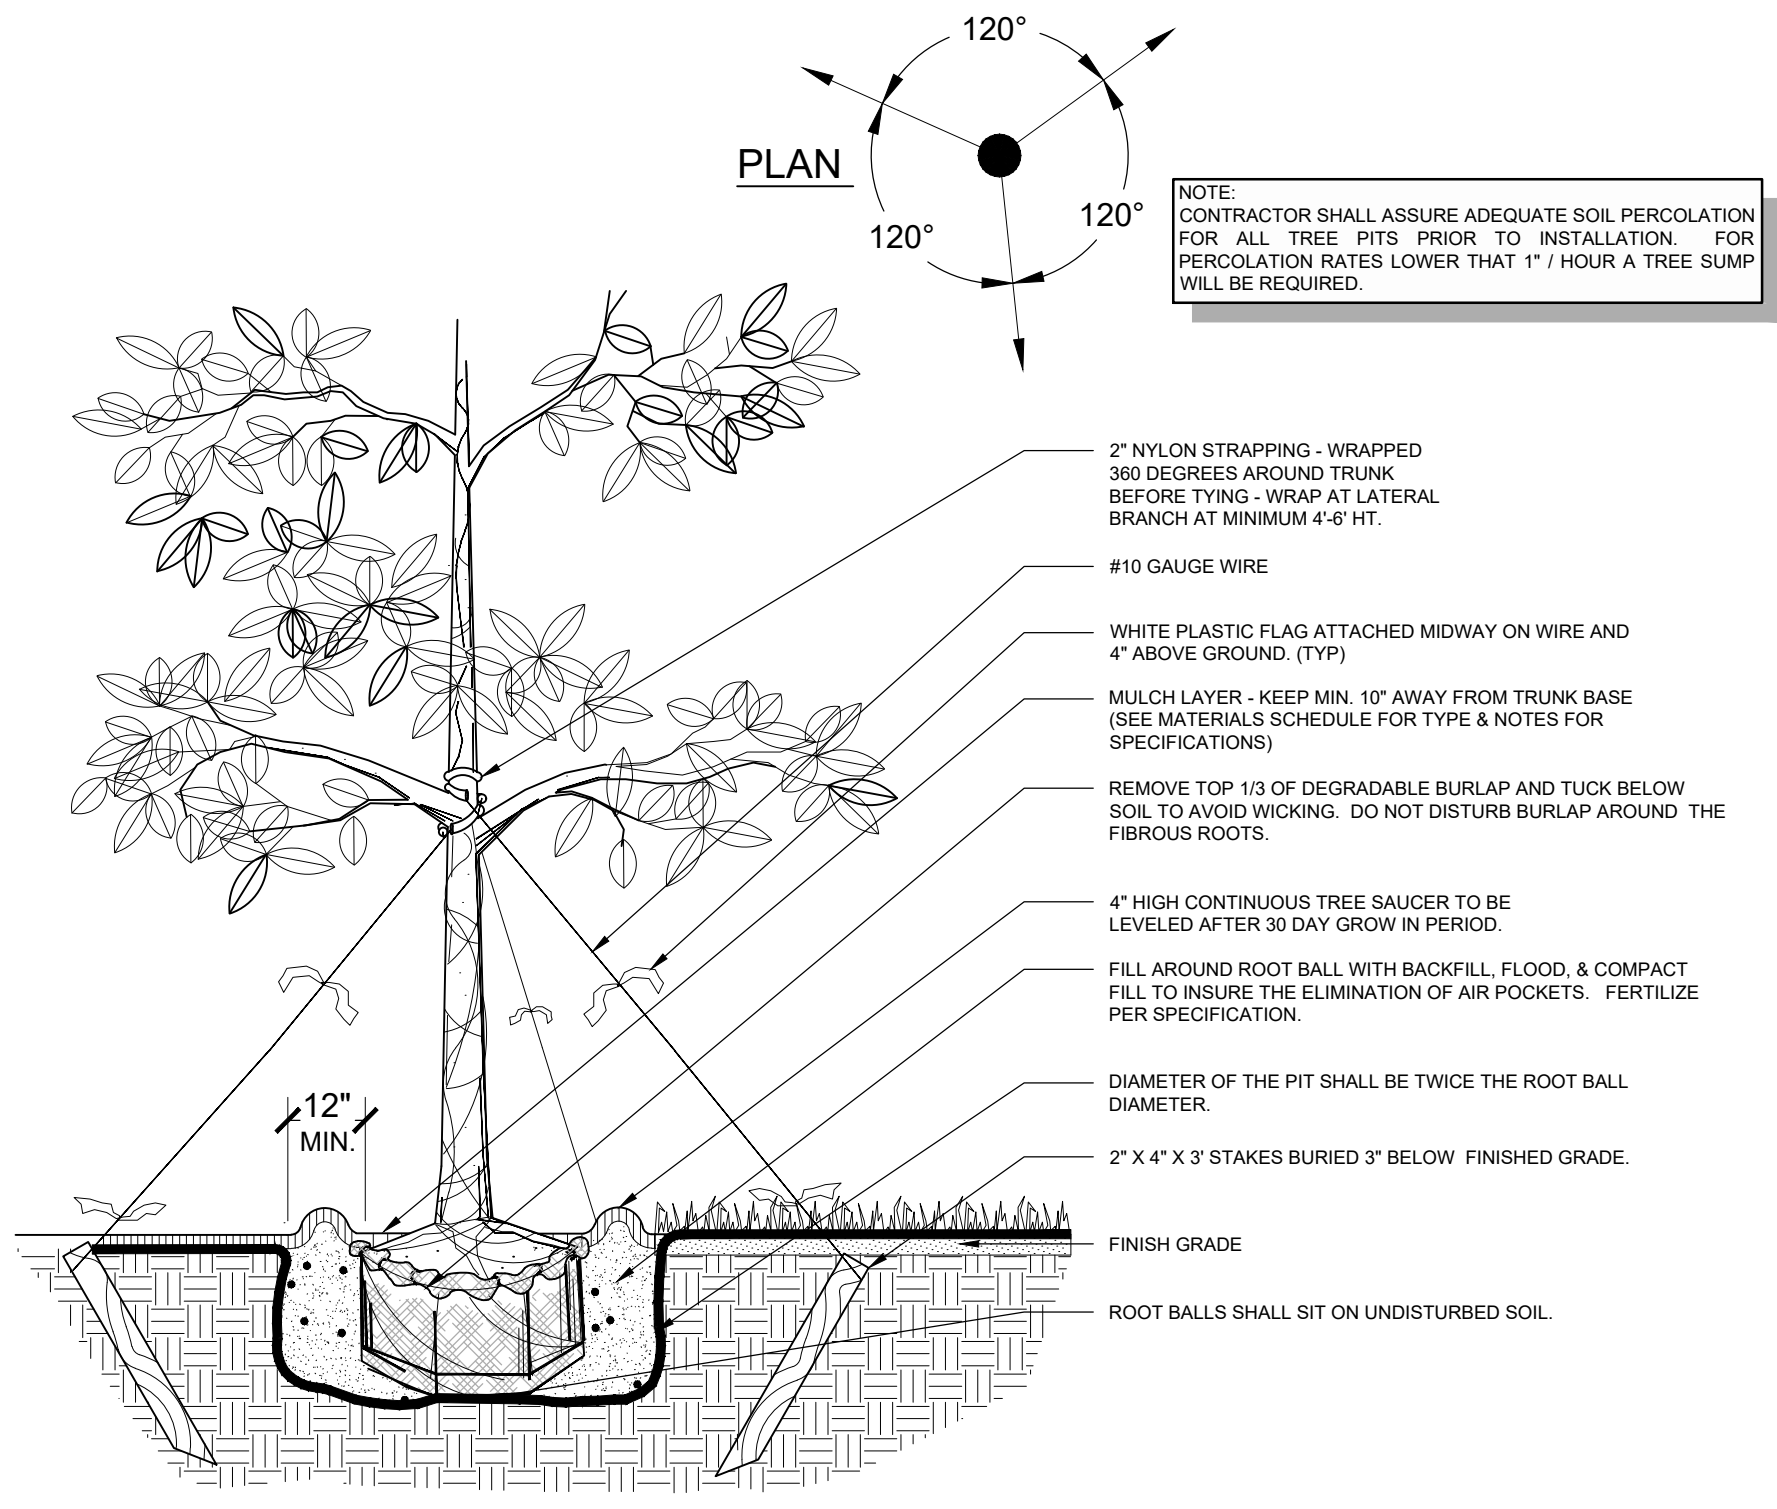 120°
PLAN
120°
120°
NOTE:
CONTRACTOR SHALL ASSURE ADEQUATE SOIL PERCOLATION
FOR ALL TREE PITS PRIOR TO INSTALLATION. FOR
PERCOLATION RATES LOWER THAT 1" / HOUR A TREE SUMP
WILL BE REQUIRED.
2" NYLON STRAPPING - WRAPPED
360 DEGREES AROUND TRUNK
BEFORE TYING - WRAP AT LATERAL
BRANCH AT MINIMUM 4'-6' HT.
#10 GAUGE WIRE
WHITE PLASTIC FLAG ATTACHED MIDWAY ON WIRE AND
4" ABOVE GROUND. (TYP)
MULCH LAYER - KEEP MIN. 10" AWAY FROM TRUNK BASE
(SEE MATERIALS SCHEDULE FOR TYPE & NOTES FOR
SPECIFICATIONS)
REMOVE TOP 1/3 OF DEGRADABLE BURLAP AND TUCK BELOW
SOIL TO AVOID WICKING. DO NOT DISTURB BURLAP AROUND THE
FIBROUS ROOTS.
4" HIGH CONTINUOUS TREE SAUCER TO BE
LEVELED AFTER 30 DAY GROW IN PERIOD.
FILL AROUND ROOT BALL WITH BACKFILL, FLOOD, & COMPACT
FILL TO INSURE THE ELIMINATION OF AIR POCKETS. FERTILIZE
PER SPECIFICATION.
DIAMETER OF THE PIT SHALL BE TWICE THE ROOT BALL
DIAMETER.
12"
MIN.
2" X 4" X 3' STAKES BURIED 3" BELOW FINISHED GRADE.
FINISH GRADE
ROOT BALLS SHALL SIT ON UNDISTURBED SOIL.